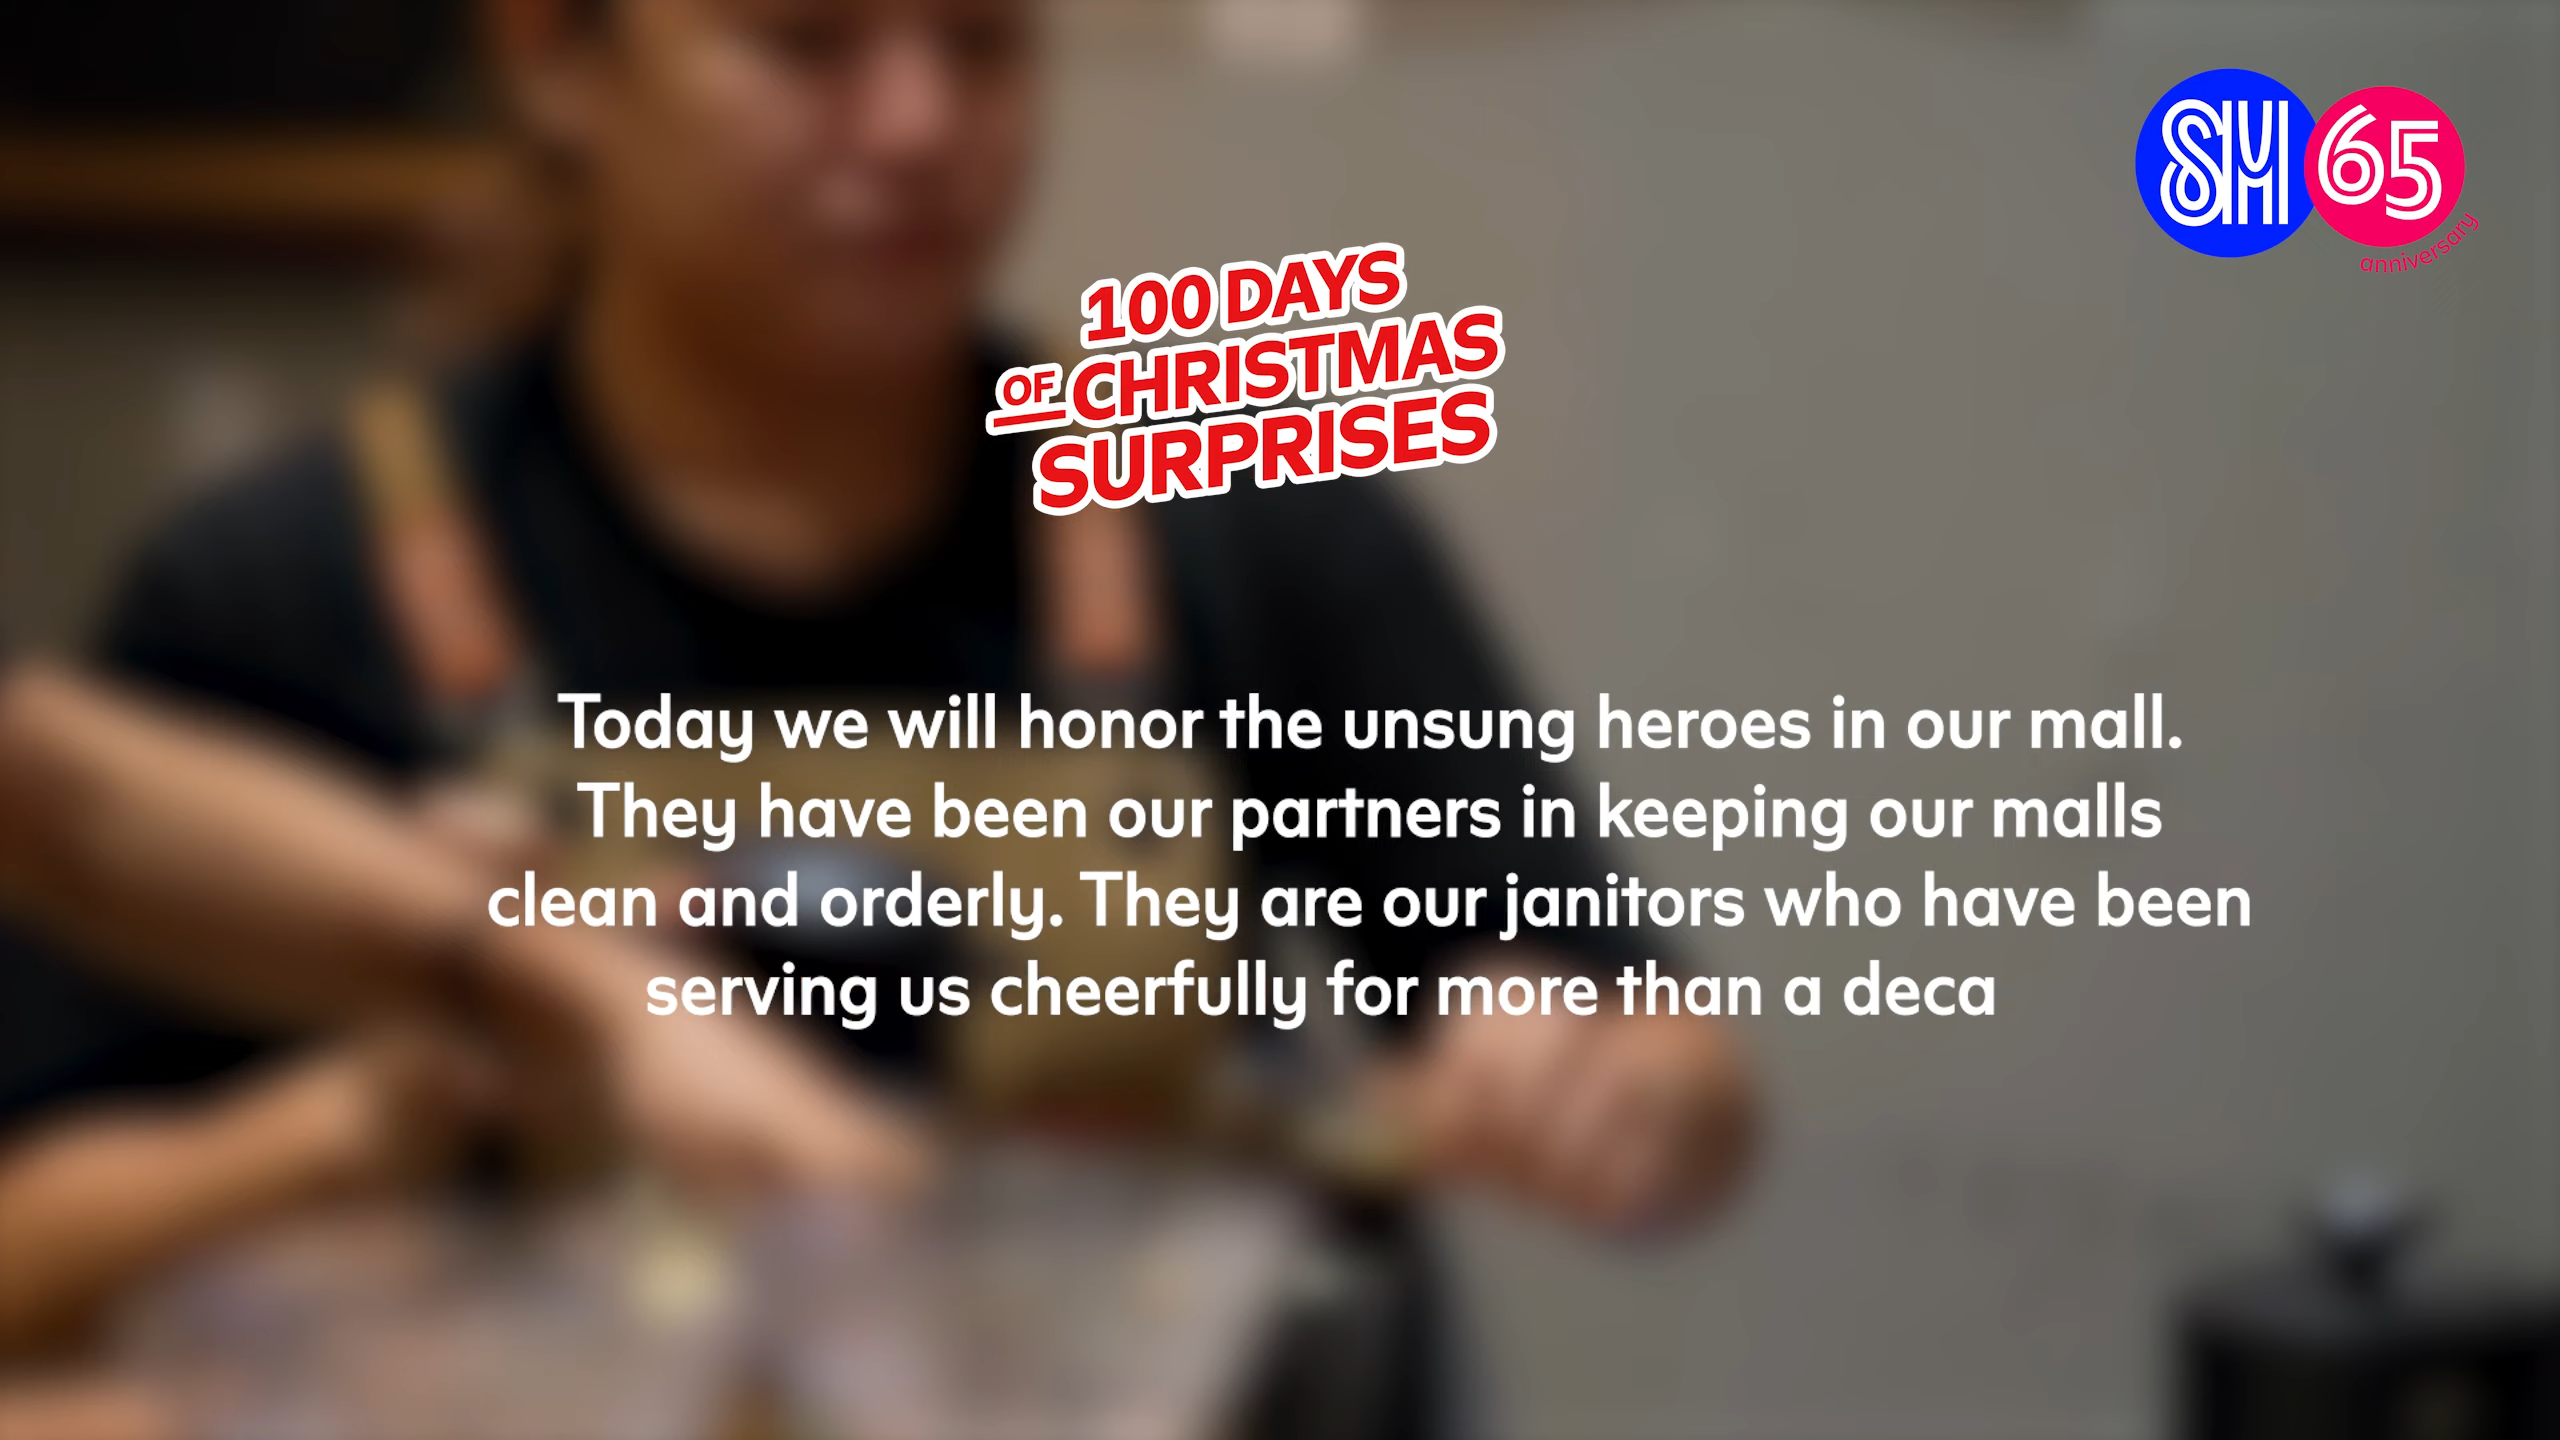 SM 65
anniversary
100 DAYS
OF CHRISTMAS
SURPRISES
Today we will honor the unsung heroes in our mall.
They have been our partners in keeping our malls
clean and orderly. They are our janitors who have been
serving us cheerfully for more than a deca